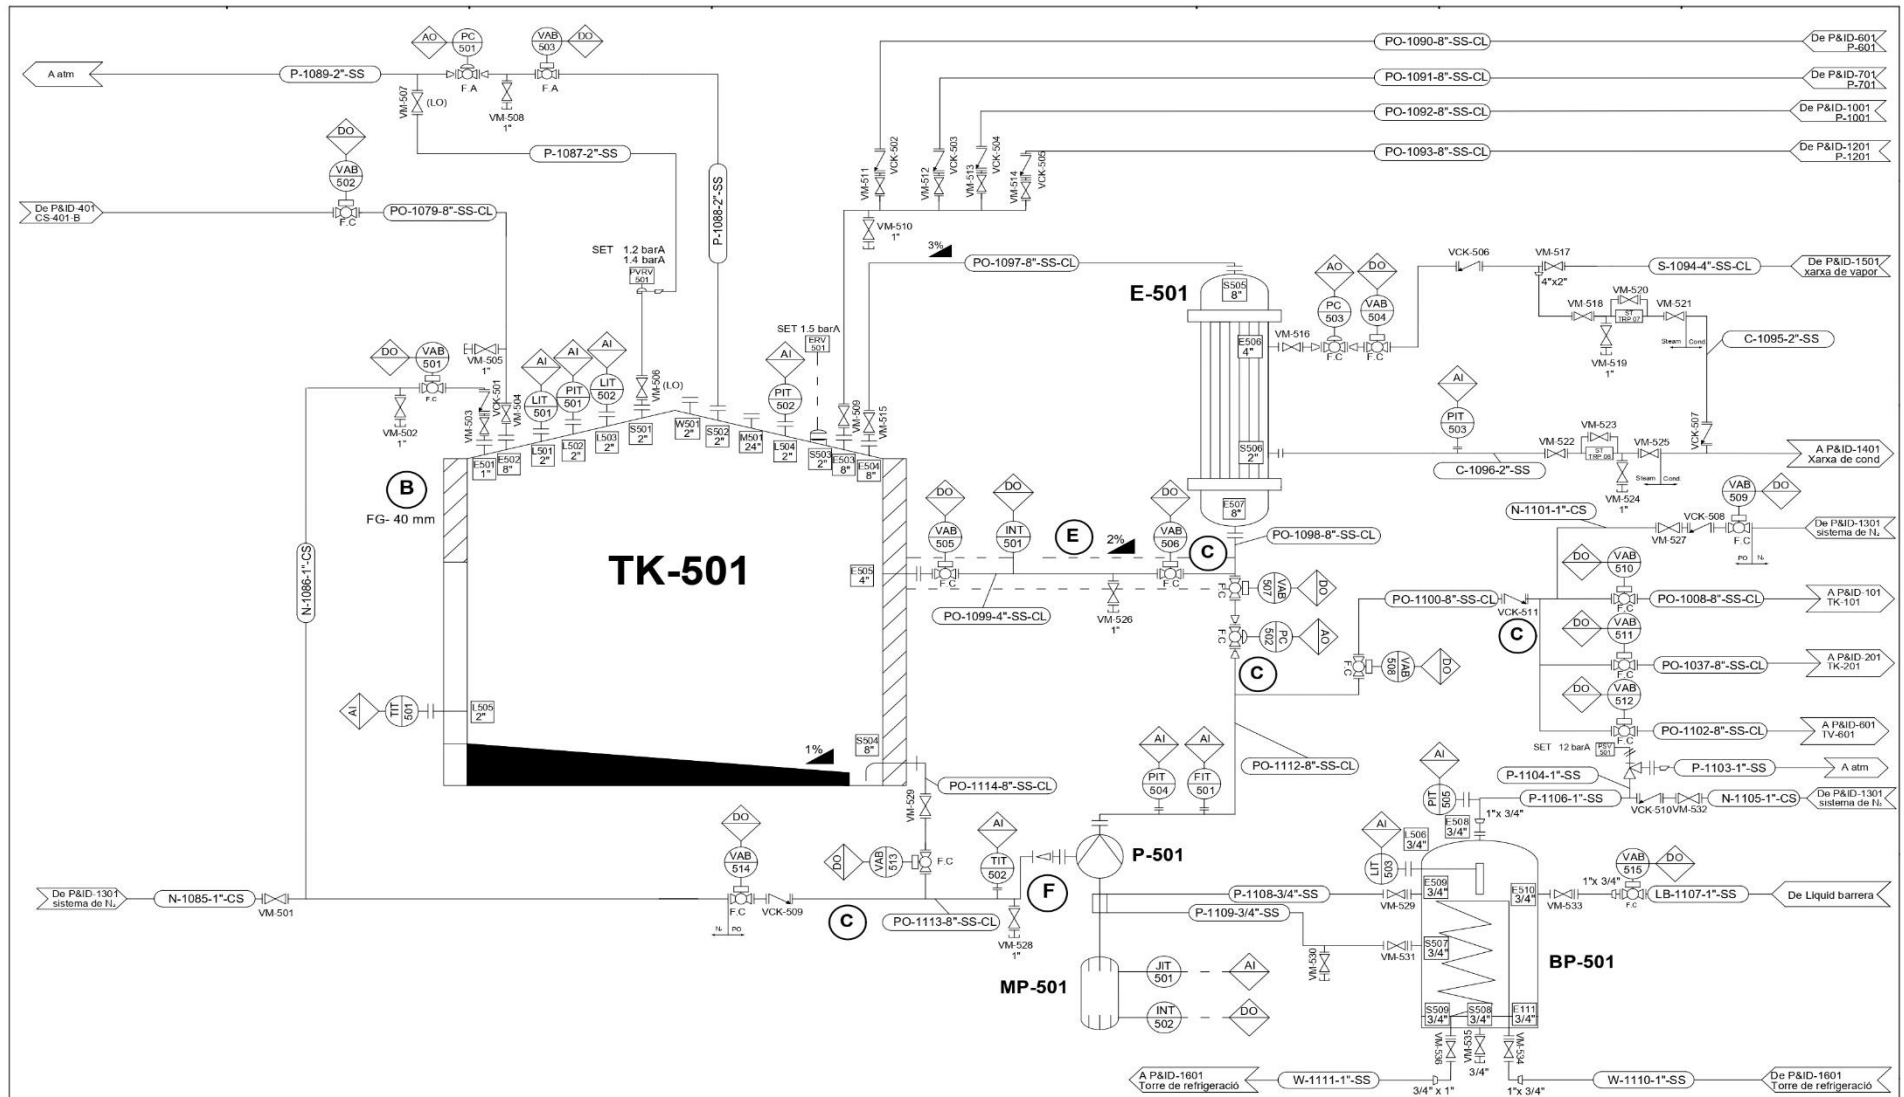 AO
PC
501
VAB
503
DO
PO-1090-8"-SS-CL
De P&ID-601
P-601
A atm
P-1089-2"-SS
F.A
F.A
VM-507
(LO)
VM-508
1"
PO-1091-8"-SS-CL
De P&ID-701
P-701
PO-1092-8"-SS-CL
De P&ID-1001
P-1001
DO
VAB
502
P-1087-2"-SS
VCK-502
VCK-503
VCK-504
VCK-505
PO-1093-8"-SS-CL
De P&ID-1201
P-1201
VM-511
VM-512
VM-513
VM-514
De P&ID-401
CS-401-B
F.C
PO-1079-8"-SS-CL
P-1088-2"-SS
VM-510
1"
SET 1.2 barA
1.4 barA
PVRV
501
3%
PO-1097-8"-SS-CL
VCK-506
VM-517
S-1094-4"-SS-CL
De P&ID-1501
xarxa de vapor
4"x2"
E-501
S505
8"
AO
PC
503
DO
VAB
504
F.C
F.C
VM-516
E506
4"
VM-518
VM-520
VM-521
ST
TRP 07
VM-519
1"
Steam
Cond
C-1095-2"-SS
DO
VAB
501
F.C
VM-505
1"
VCK-501
VM-503
VM-504
VM-502
1"
AI
LIT
501
AI
PIT
501
AI
LIT
502
VM-506
(LO)
AI
PIT
502
SET 1.5 barA
ERV
501
VM-509
VM-515
E501
1"
E502
8"
L501
2"
L502
2"
L503
2"
S501
2"
W501
2"
S502
2"
M501
24"
L504
2"
S503
2"
E503
8"
E504
8"
AI
PIT
503
S506
2"
C-1096-2"-SS
VM-522
VM-523
VM-525
ST
TRP 08
VM-524
1"
Steam
Cond.
VCK-507
A P&ID-1401
Xarxa de cond
B
FG- 40 mm
TK-501
N-1086-1"-CS
E507
8"
DO
VAB
505
F.C
DO
INT
501
E
2%
DO
VAB
506
F.C
C
PO-1098-8"-SS-CL
E505
4"
PO-1099-4"-SS-CL
VM-526
1"
F.C
VAB
507
DO
F.C
PC
502
AO
C
N-1101-1"-CS
VM-527
VCK-508
VAB
509
DO
F.C
PO
N₂
De P&ID-1301
sistema de N₂
PO-1100-8"-SS-CL
VCK-511
C
DO
VAB
510
F.C
PO-1008-8"-SS-CL
A P&ID-101
TK-101
DO
VAB
511
F.C
PO-1037-8"-SS-CL
A P&ID-201
TK-201
F.C
VAB
508
DO
DO
VAB
512
F.C
PO-1102-8"-SS-CL
A P&ID-601
TV-601
AI
TIT
501
L505
2"
1%
S504
8"
PO-1114-8"-SS-CL
VM-529
AI
PIT
504
AI
FIT
501
PO-1112-8"-SS-CL
SET 12 barA
PSV
501
P-1103-1"-SS
A atm
P-1104-1"-SS
AI
PIT
505
P-1106-1"-SS
VCK-510
VM-532
N-1105-1"-CS
De P&ID-1301
sistema de N₂
1"x 3/4"
E508
3/4"
DO
VAB
514
F.C
DO
VAB
513
F.C
AI
TIT
502
P-501
AI
LIT
503
L506
3/4"
De P&ID-1301
sistema de N₂
N-1085-1"-CS
VM-501
N₂
PO
VCK-509
C
PO-1113-8"-SS-CL
VM-528
1"
F
P-1108-3/4"-SS
VM-529
E509
3/4"
E510
3/4"
VM-533
1"x 3/4"
VAB
515
DO
F.C
LB-1107-1"-SS
De Líquid barrera
P-1109-3/4"-SS
VM-530
VM-531
S507
3/4"
BP-501
MP-501
JIT
501
AI
INT
502
DO
S509
3/4"
S508
3/4"
E111
3/4"
VM-536
VM-535
3/4"
VM-534
A P&ID-1601
Torre de refrigeració
W-1111-1"-SS
3/4" x 1"
1"x 3/4"
W-1110-1"-SS
De P&ID-1601
Torre de refrigeració